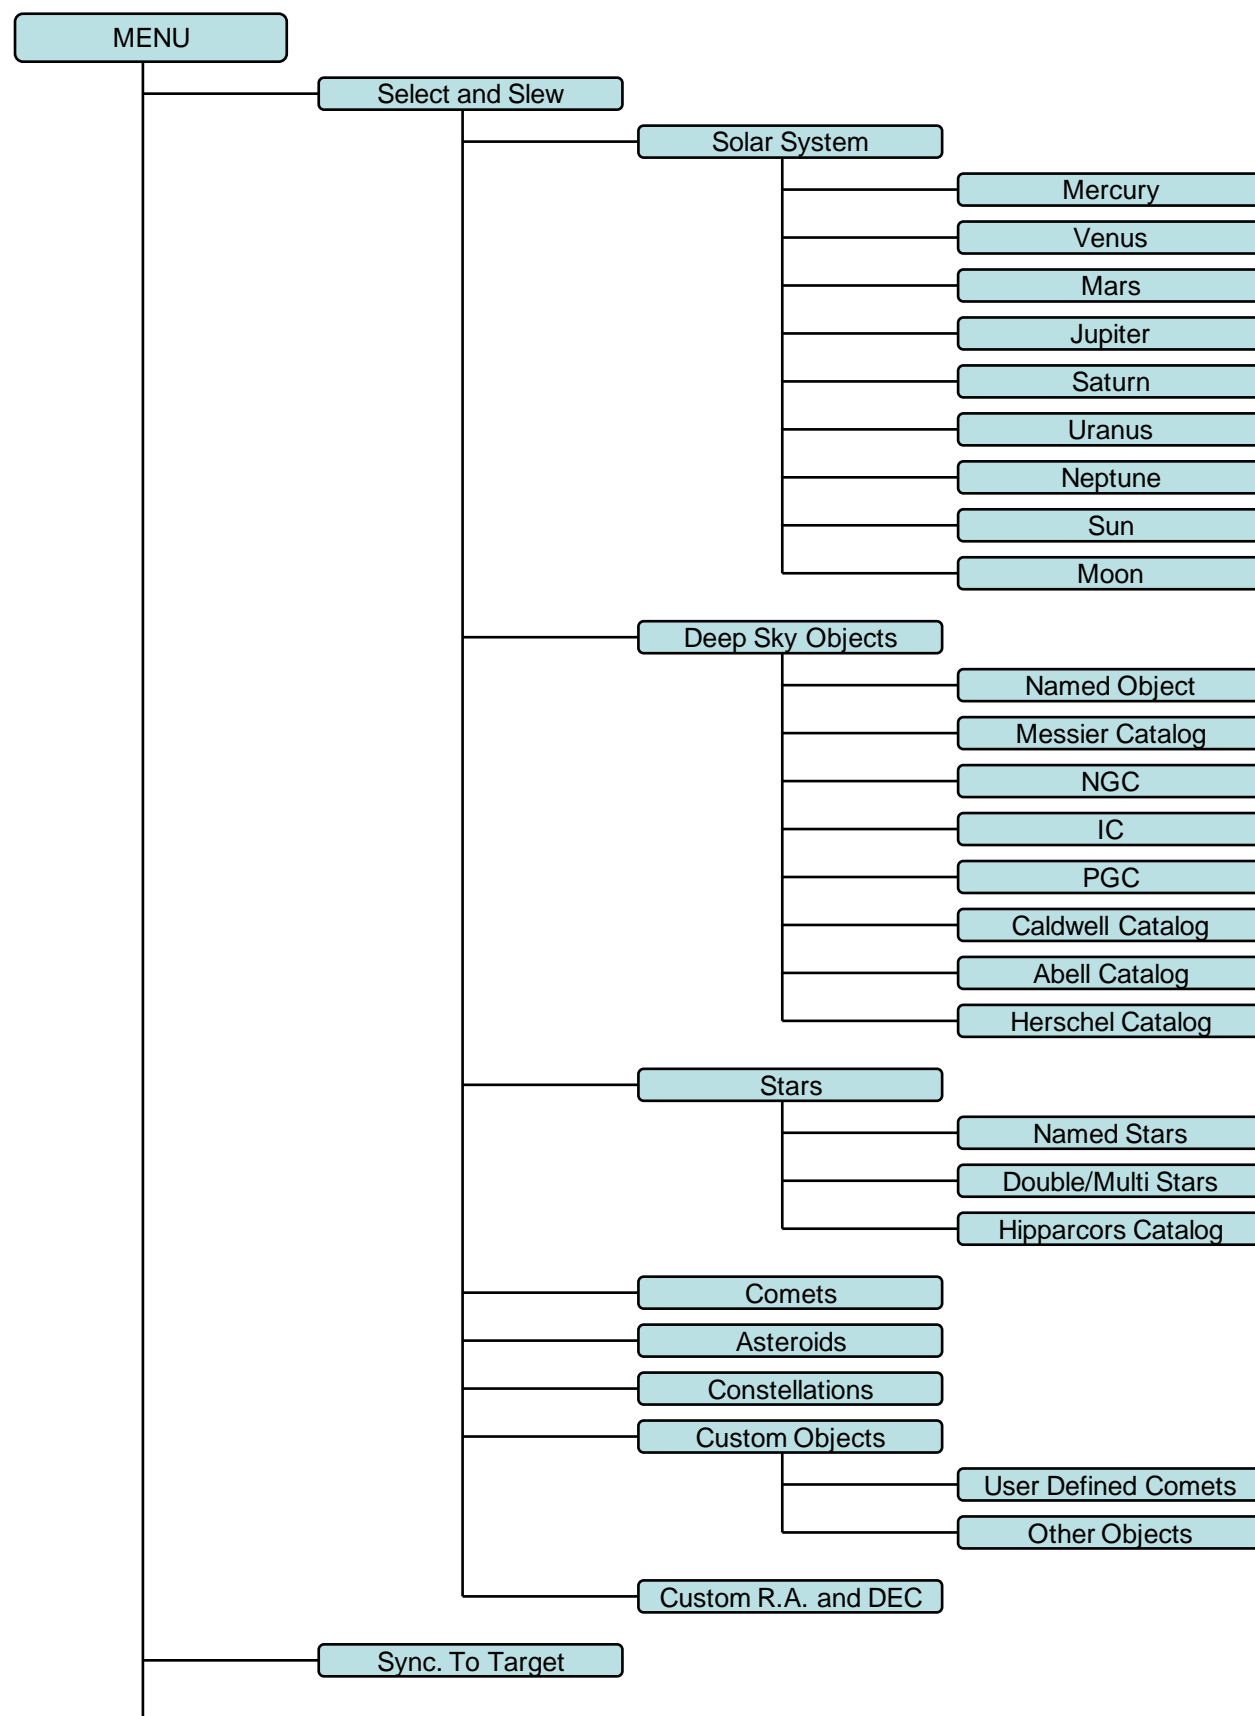 MENU
Select and Slew
Solar System
Mercury
Venus
Mars
Jupiter
Saturn
Uranus
Neptune
Sun
Moon
Deep Sky Objects
Named Object
Messier Catalog
NGC
IC
PGC
Caldwell Catalog
Abell Catalog
Herschel Catalog
Stars
Named Stars
Double/Multi Stars
Hipparcors Catalog
Comets
Asteroids
Constellations
Custom Objects
User Defined Comets
Other Objects
Custom R.A. and DEC
Sync. To Target